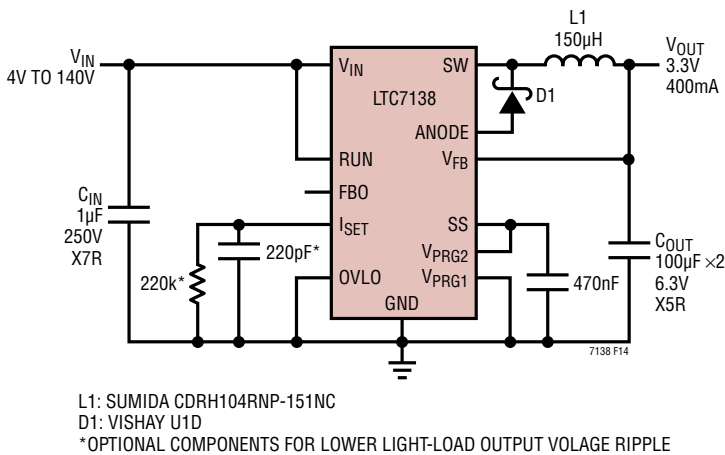 L1
150µH
VIN
4V TO 140V
VIN
SW
VOUT
3.3V
400mA
LTC7138
D1
ANODE
RUN
VFB
FBO
CIN
1µF
250V
X7R
ISET
SS
220pF*
VPRG2
COUT
100µF ×2
6.3V
X5R
220k*
OVLO
VPRG1
470nF
GND
7138 F14
L1: SUMIDA CDRH104RNP-151NC
D1: VISHAY U1D
*OPTIONAL COMPONENTS FOR LOWER LIGHT-LOAD OUTPUT VOLAGE RIPPLE